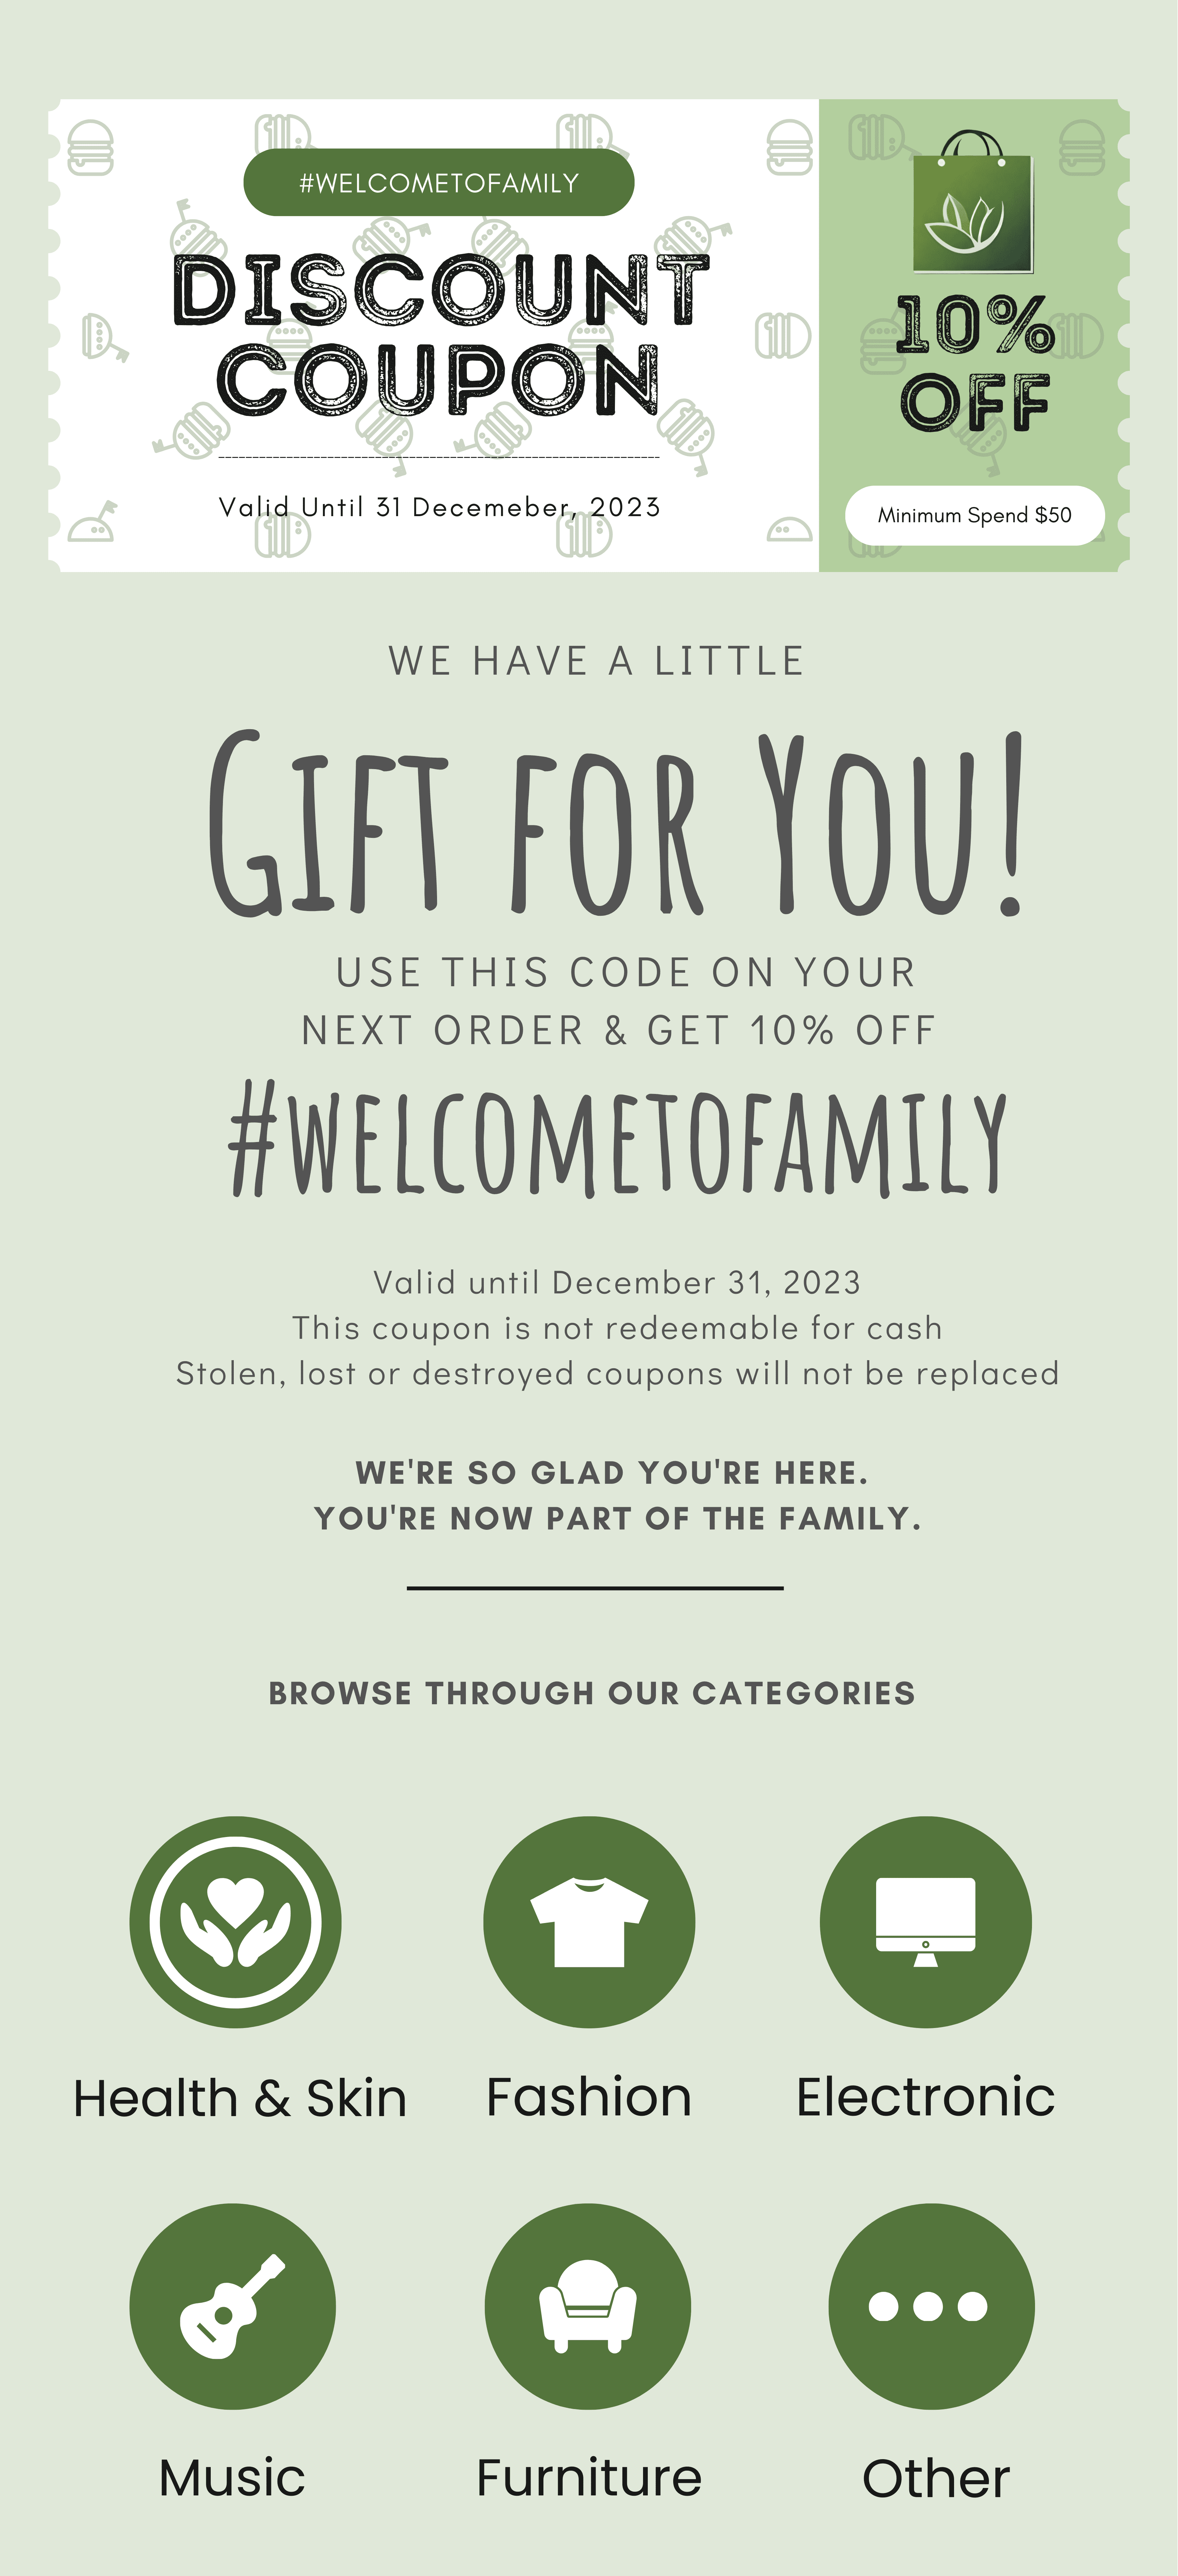 #WELCOMETOFAMILY
DISCOUNT
COUPON
Valid Until 31 Decemeber, 2023
10%
OFF
Minimum Spend $50
WE HAVE A LITTLE
GIFT FOR YOU!
USE THIS CODE ON YOUR
NEXT ORDER & GET 10% OFF
#WELCOMETOFAMILY
Valid until December 31, 2023
This coupon is not redeemable for cash
Stolen, lost or destroyed coupons will not be replaced
WE'RE SO GLAD YOU'RE HERE.
YOU'RE NOW PART OF THE FAMILY.
BROWSE THROUGH OUR CATEGORIES
Health & Skin
Fashion
Electronic
Music
Furniture
Other